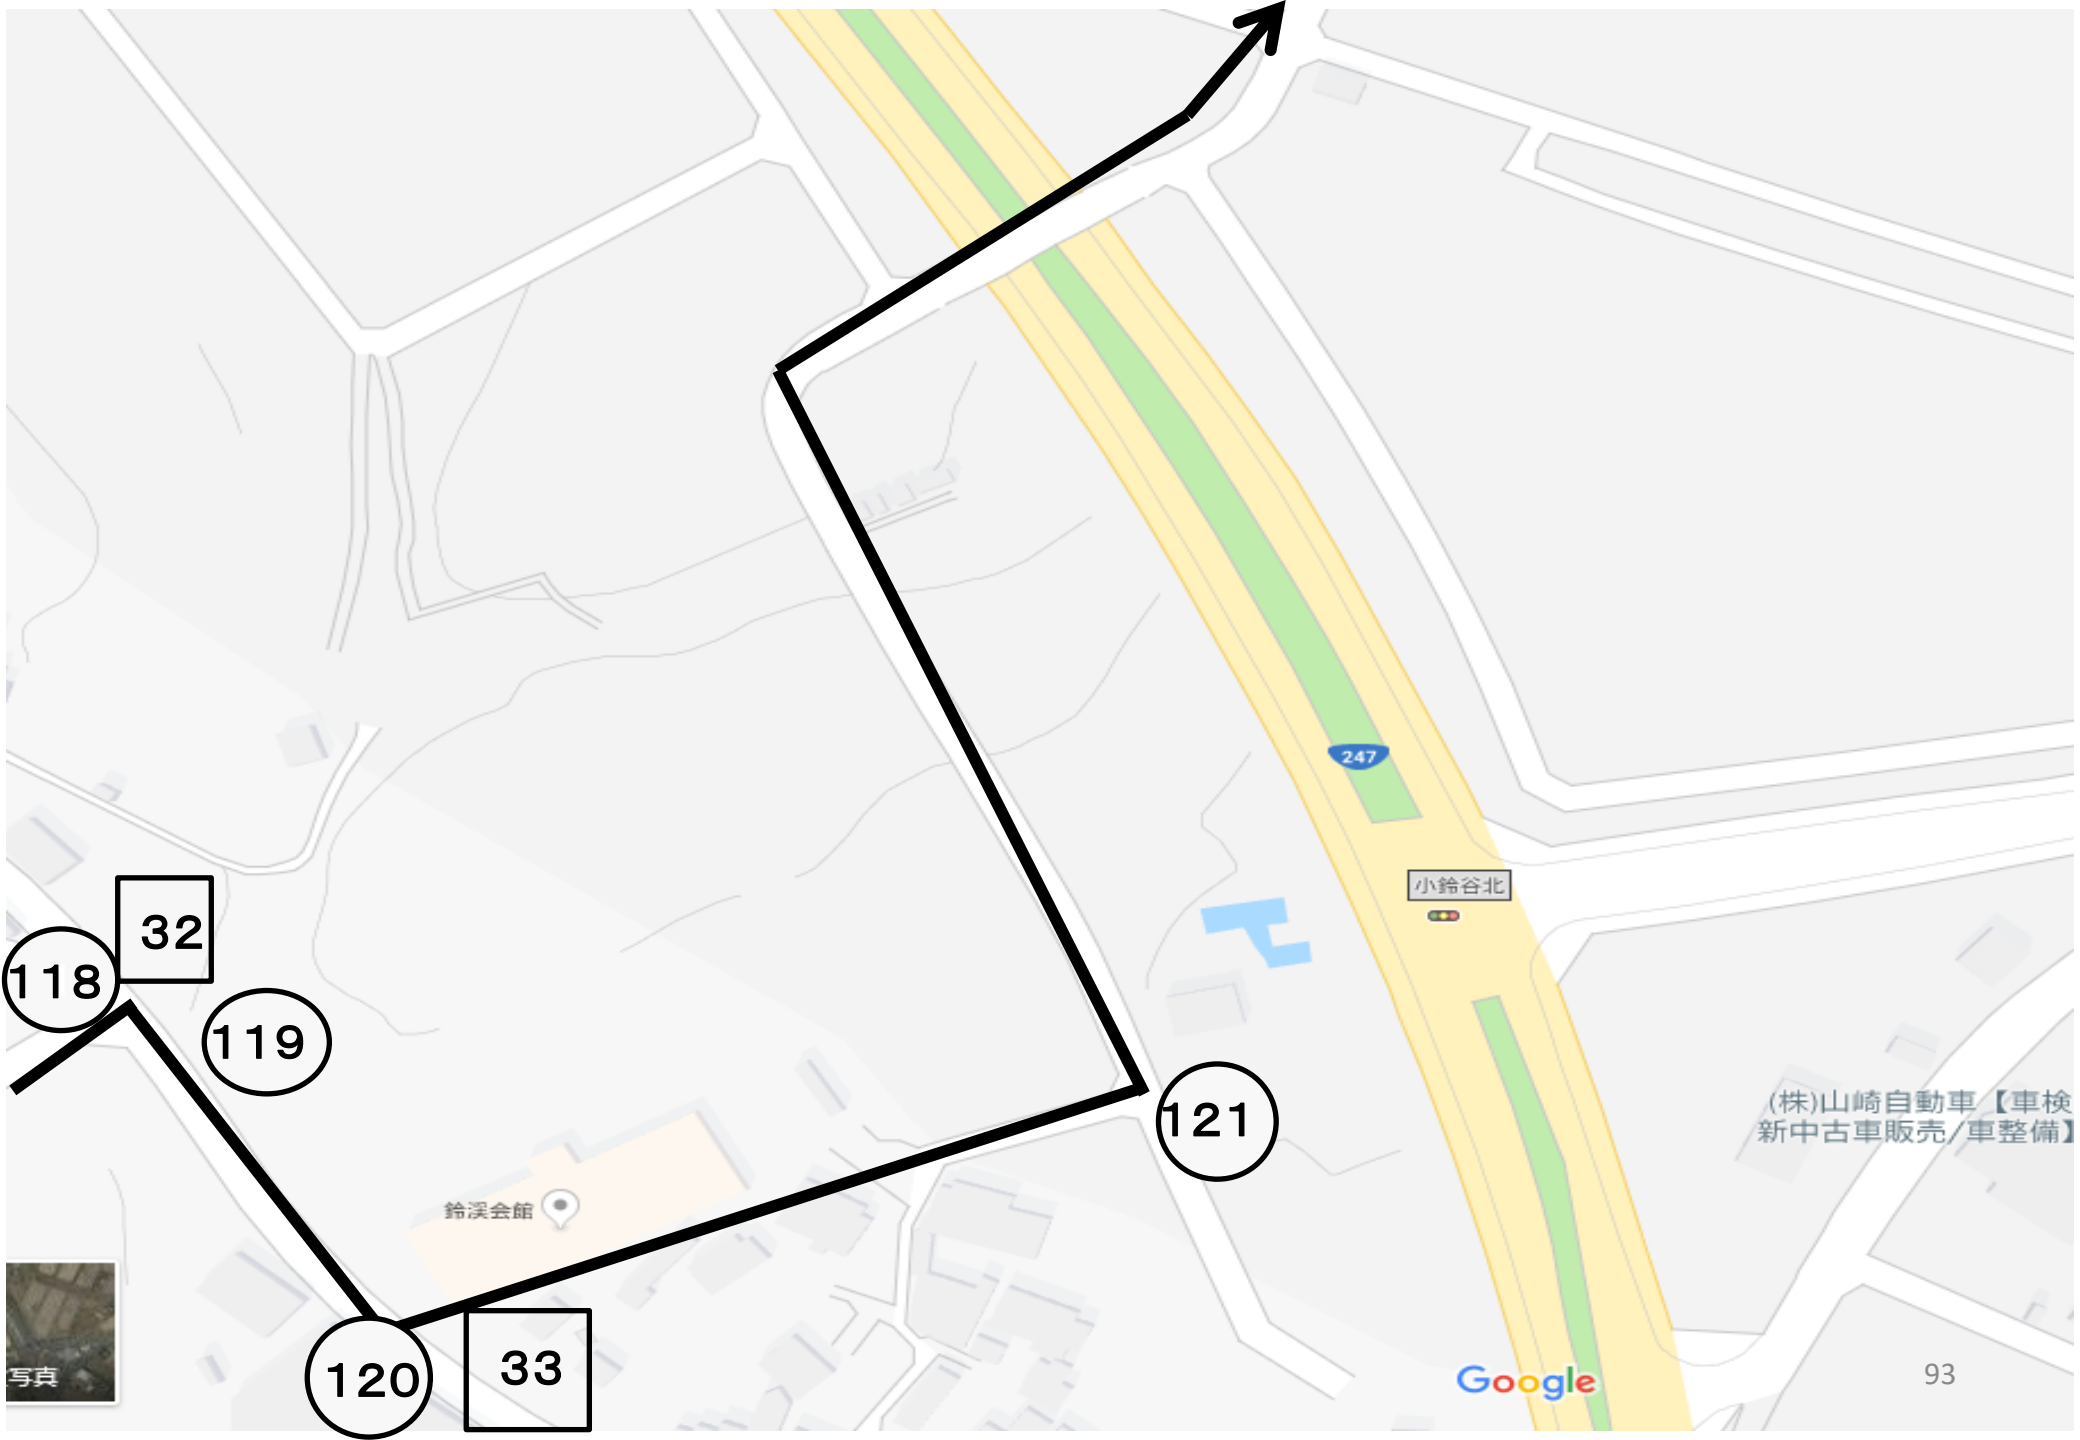 247
小鈴谷北
32
118
119
(株)山崎自動車【車検
新中古車販売/車整備】
121
鈴渓会館
写真
120
33
Google
93